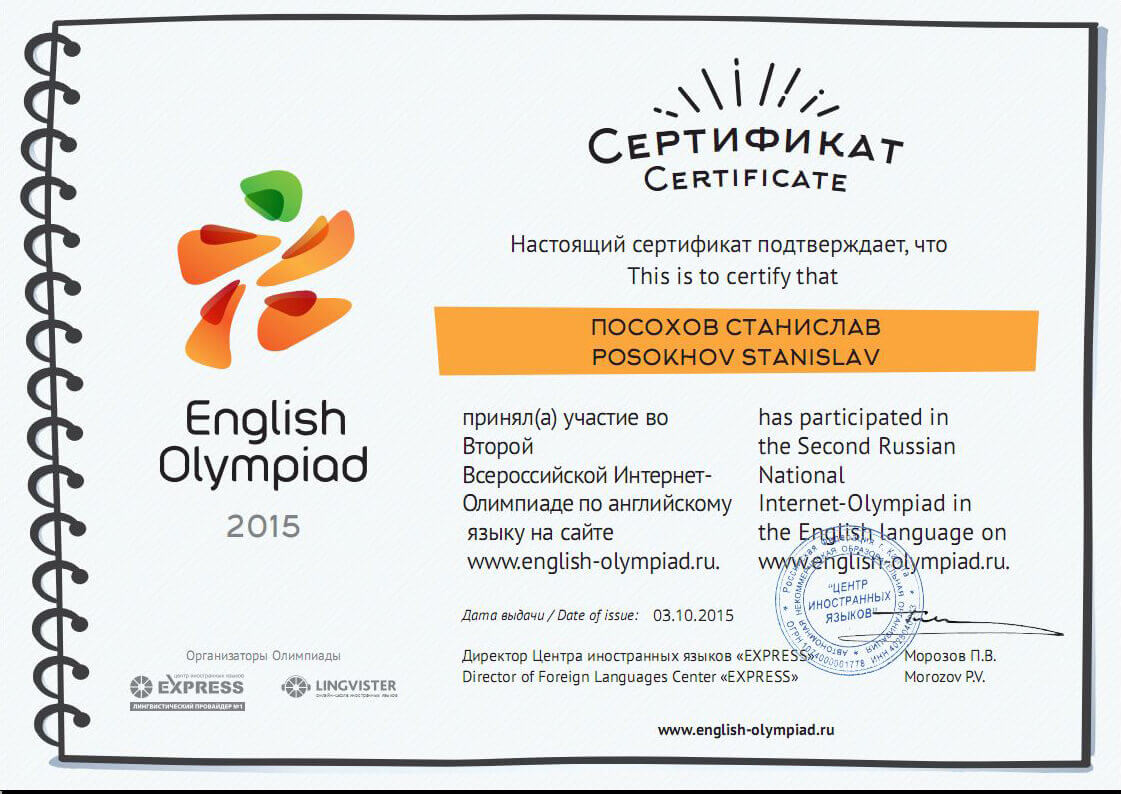 Сертификат
Certificate
Настоящий сертификат подтверждает, что
This is to certify that
ПОСОХОВ СТАНИСЛАВ
POSOKHOV STANISLAV
English
Olympiad
2015
принял(а) участие во
Второй
Всероссийской Интернет-
Олимпиаде по английскому
языку на сайте
www.english-olympiad.ru.
has participated in
the Second Russian
National
Internet-Olympiad in
the English language on
www.english-olympiad.ru.
Дата выдачи / Date of issue: 03.10.2015
"ЦЕНТР
ИНОСТРАННЫХ
ЯЗЫКОВ"
Директор Центра иностранных языков «EXPRESS» Морозов П.В.
Director of Foreign Languages Center «EXPRESS» Morozov P.V.
Организаторы Олимпиады
центр иностранных языков
EXPRESS
ЛИНГВИСТИЧЕСКИЙ ПРОВАЙДЕР №1
LINGVISTER
онлайн-школа иностранных языков
www.english-olympiad.ru